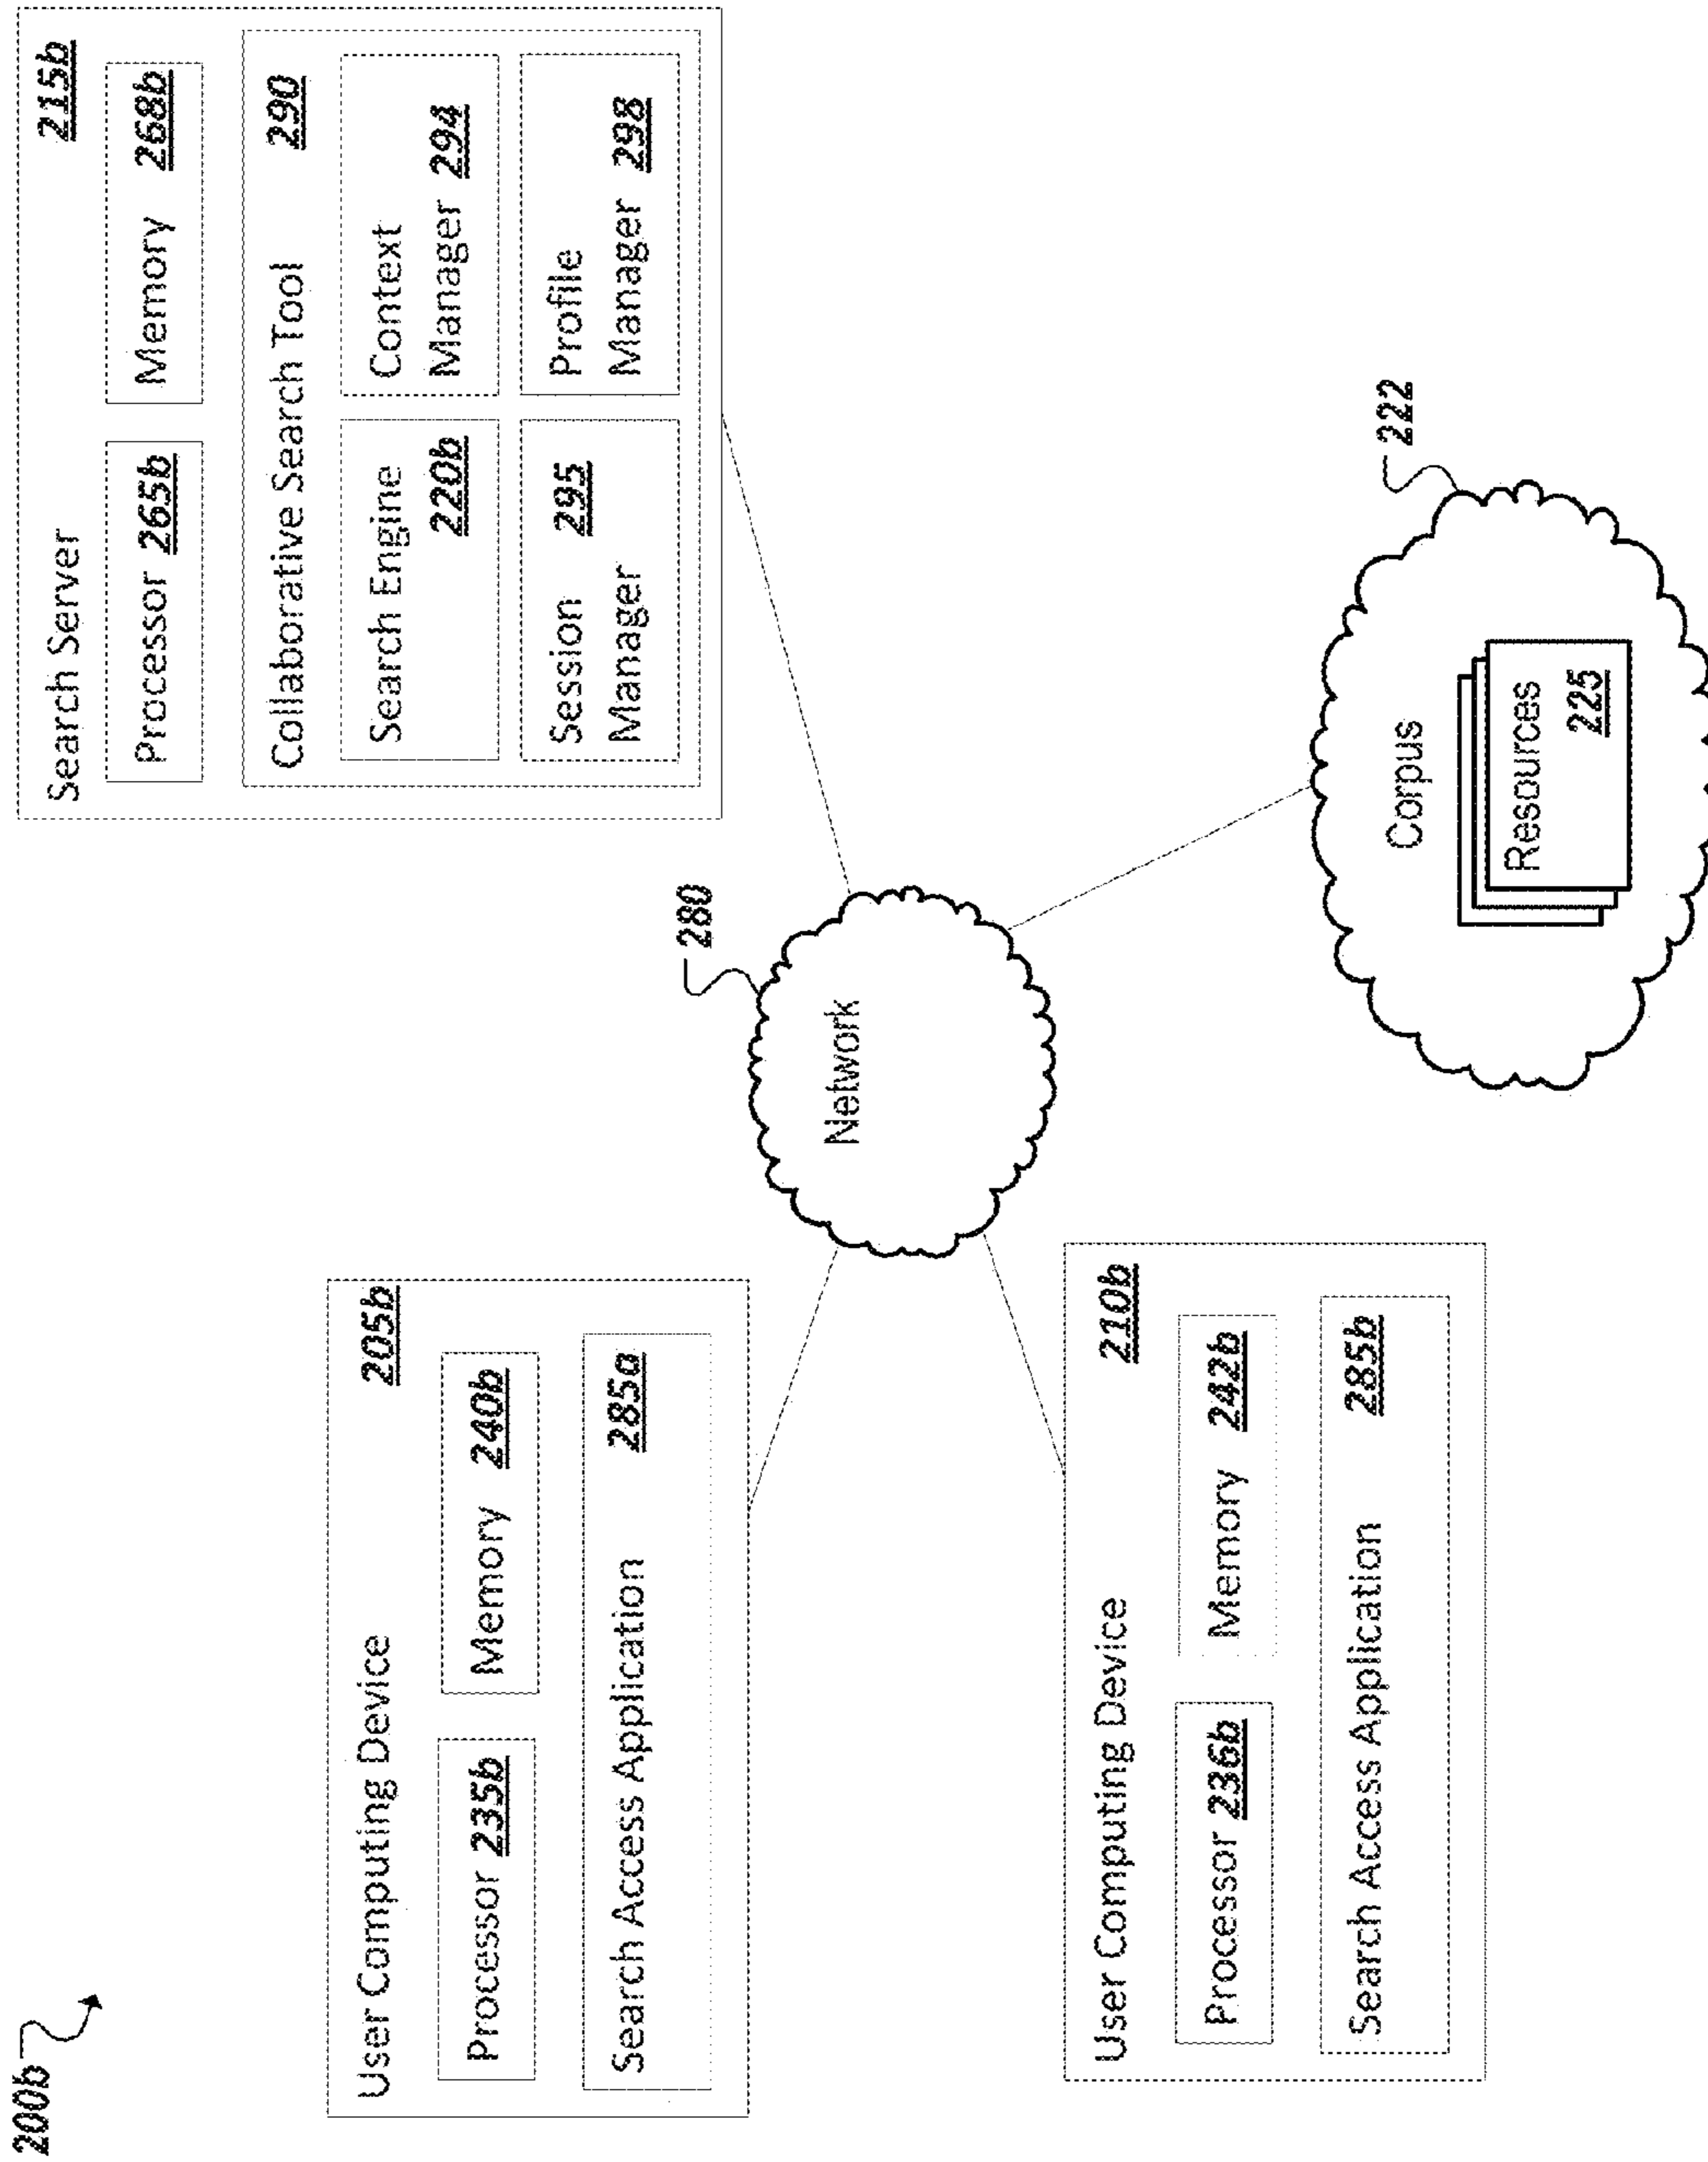 200b
User Computing Device
205b
Processor 235b
Memory 240b
Search Access Application
285a
User Computing Device
210b
Processor 236b
Memory 242b
Search Access Application
285b
Network
280
Search Server
215b
Processor 265b
Memory 268b
Collaborative Search Tool
290
Search Engine
220b
Context
Manager 294
Session 295
Manager
Profile
Manager 298
Corpus
222
Resources
225